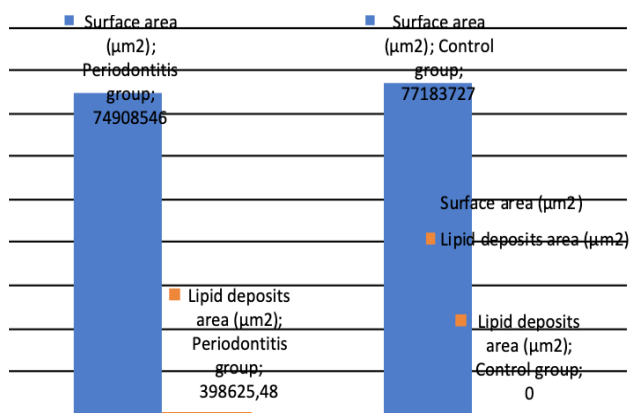 Surface area
(µm2);
Periodontitis
group;
74908546
Surface area
(µm2); Control
group;
77183727
Surface area (µm2)
Lipid deposits area (µm2)
Lipid deposits
area (µm2);
Periodontitis
group;
398625,48
Lipid deposits
area (µm2);
Control group;
0